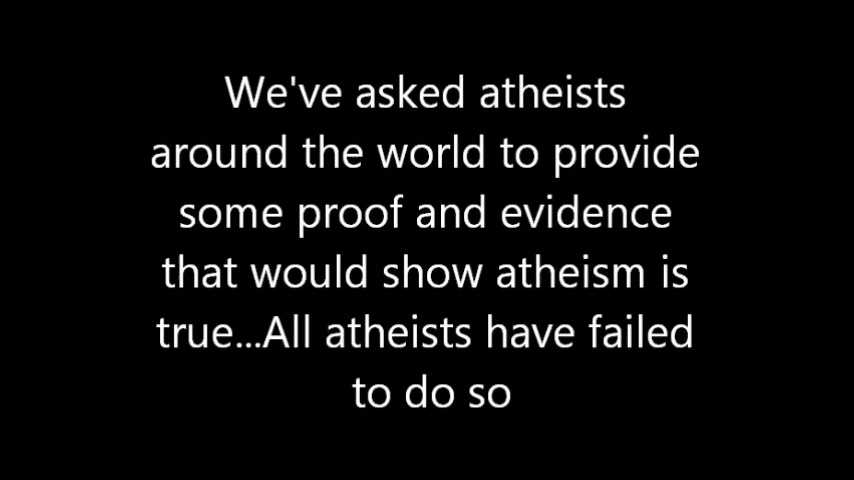 We've asked atheists
around the world to provide
some proof and evidence
that would show atheism is
true...All atheists have failed
to do so